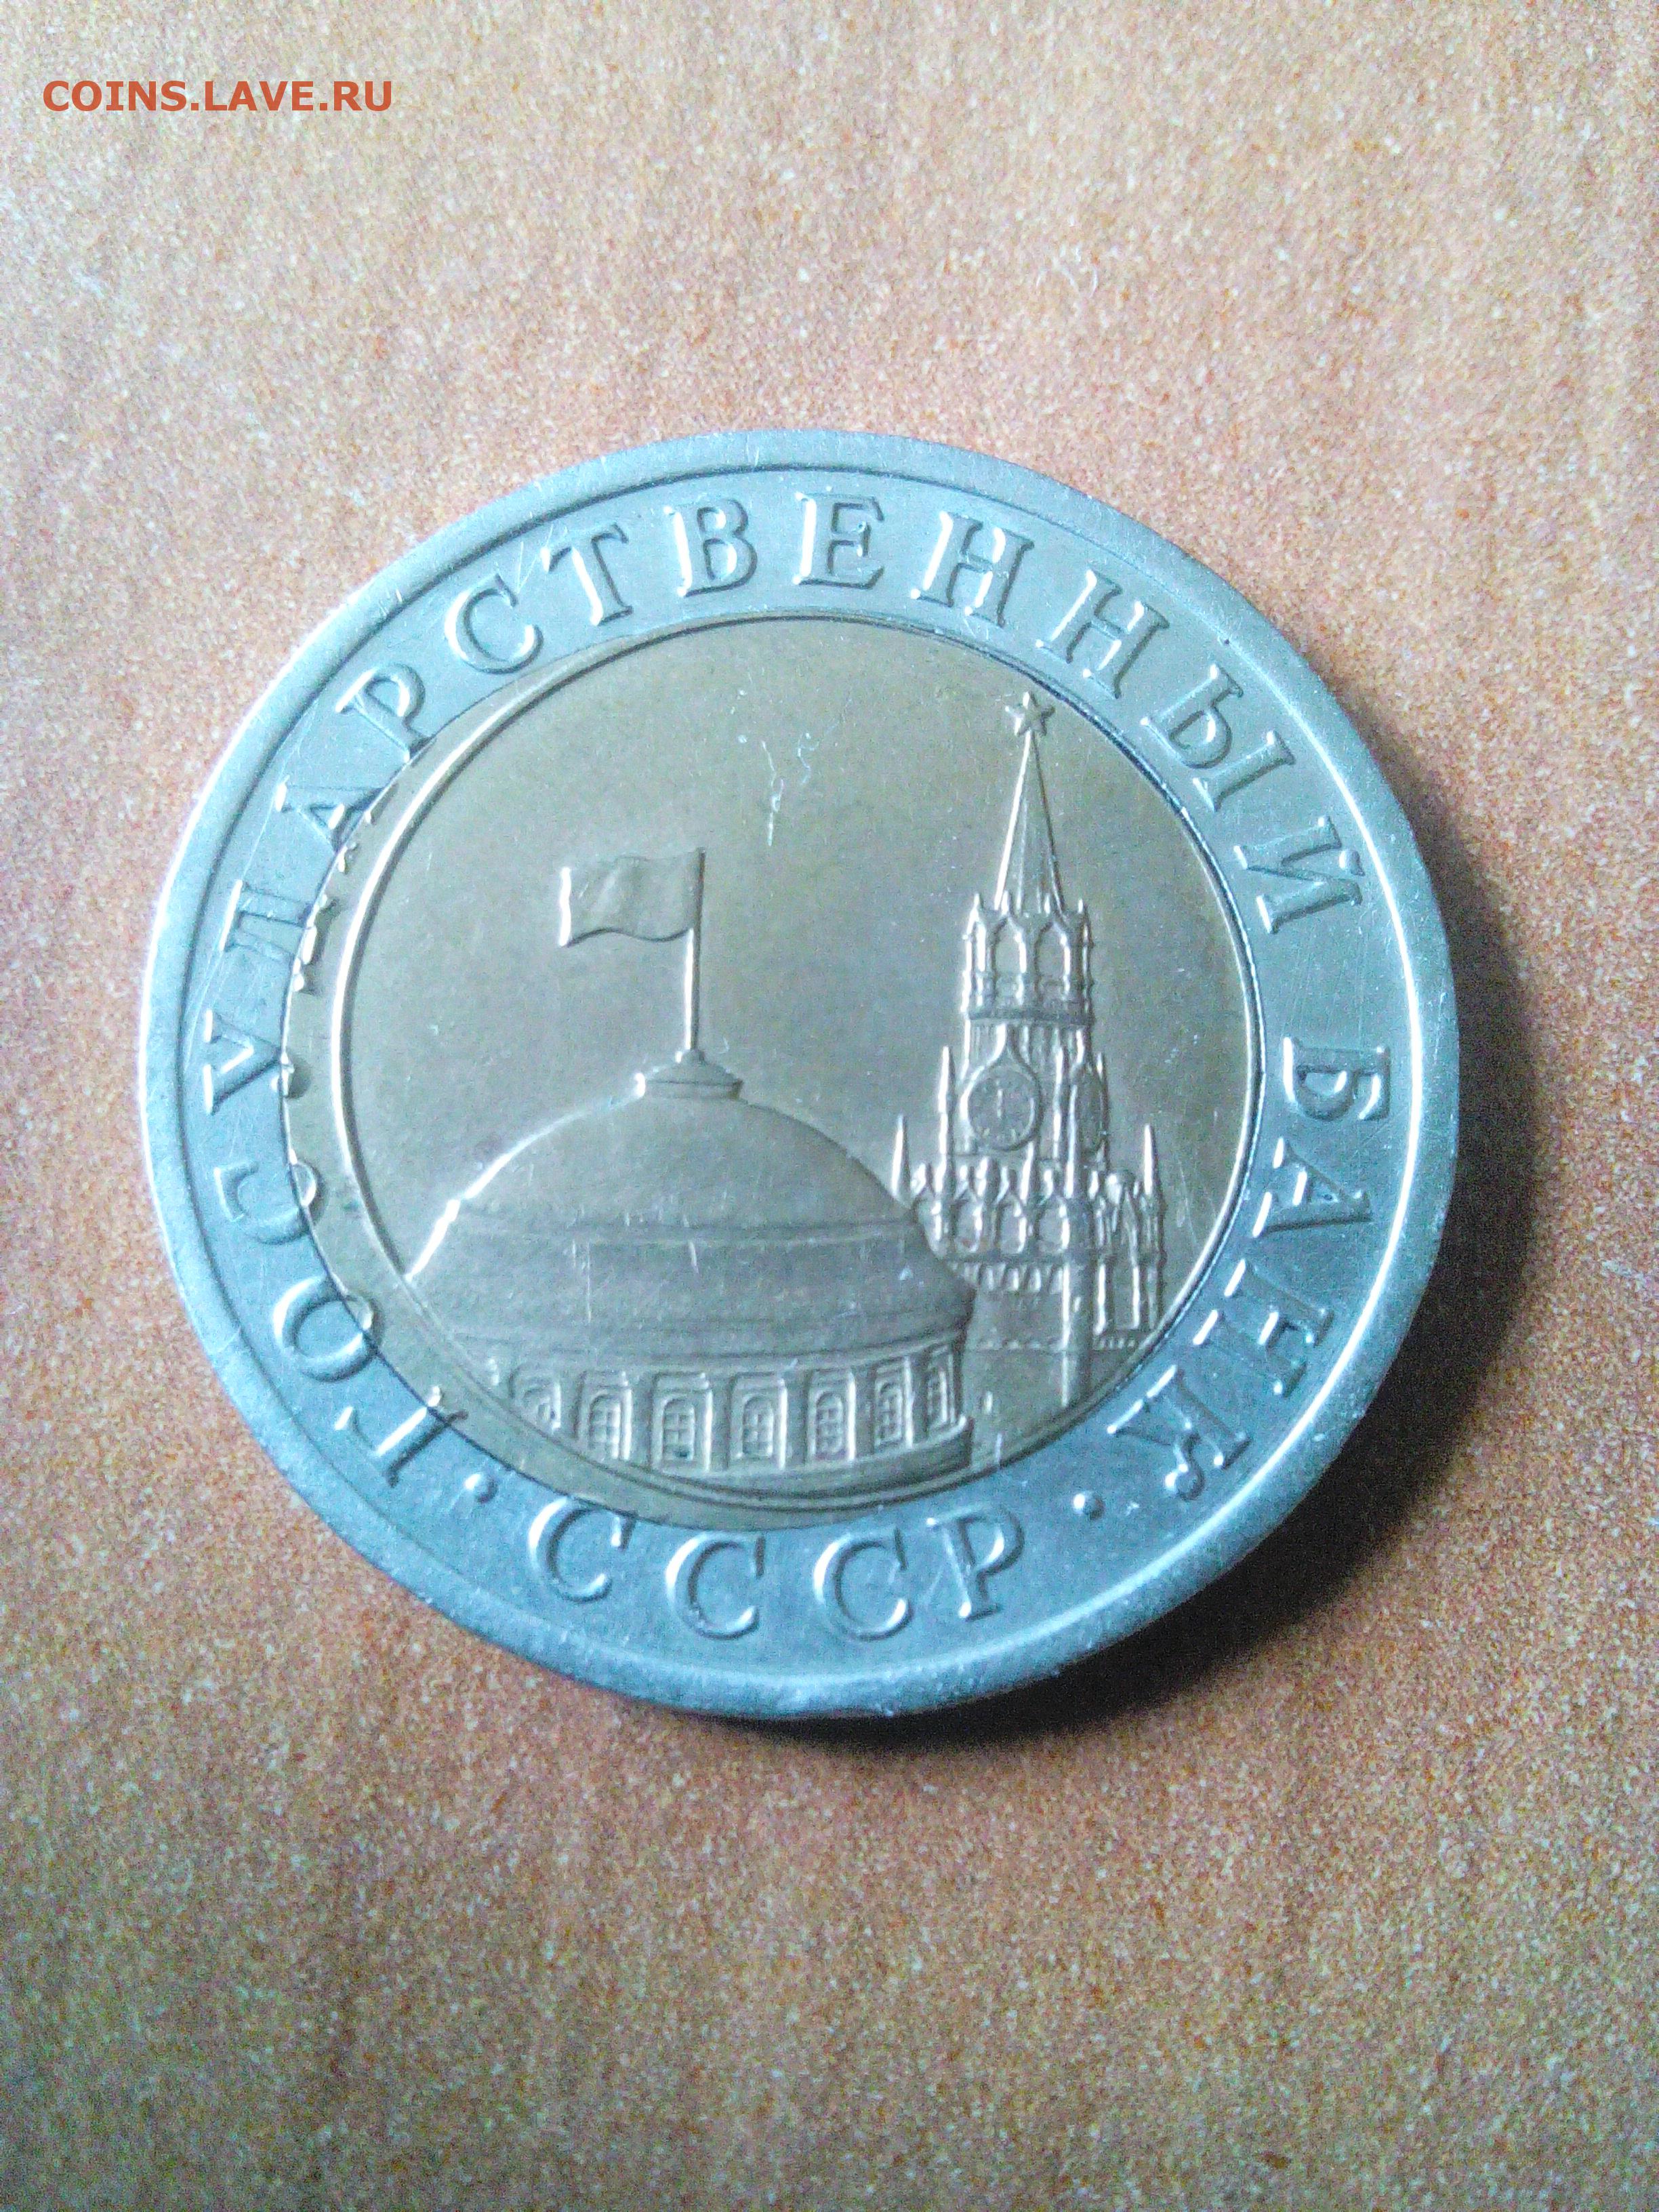 COINS.LAVE.RU
ГОСУДАРСТВЕННЫЙ БАНК
· СССР ·